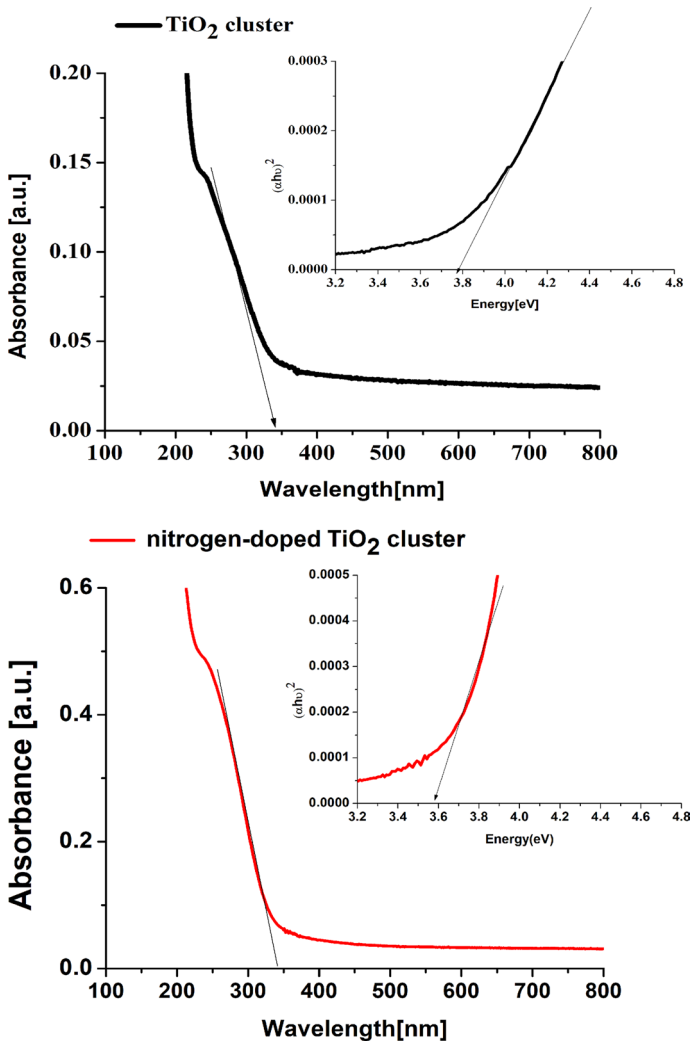 TiO2 cluster
0.20
0.15
0.10
0.05
0.00
Absorbance [a.u.]
100 200 300 400 500 600 700 800
Wavelength[nm]
0.0003
0.0002
0.0001
0.0000
(αhυ)2
3.2 3.4 3.6 3.8 4.0 4.2 4.4 4.6 4.8
Energy[eV]
nitrogen-doped TiO2 cluster
0.6
0.4
0.2
0.0
Absorbance [a.u.]
100 200 300 400 500 600 700 800
Wavelength[nm]
0.0005
0.0004
0.0003
0.0002
0.0001
0.0000
(αhυ)2
3.2 3.4 3.6 3.8 4.0 4.2 4.4 4.6 4.8
Energy(eV)